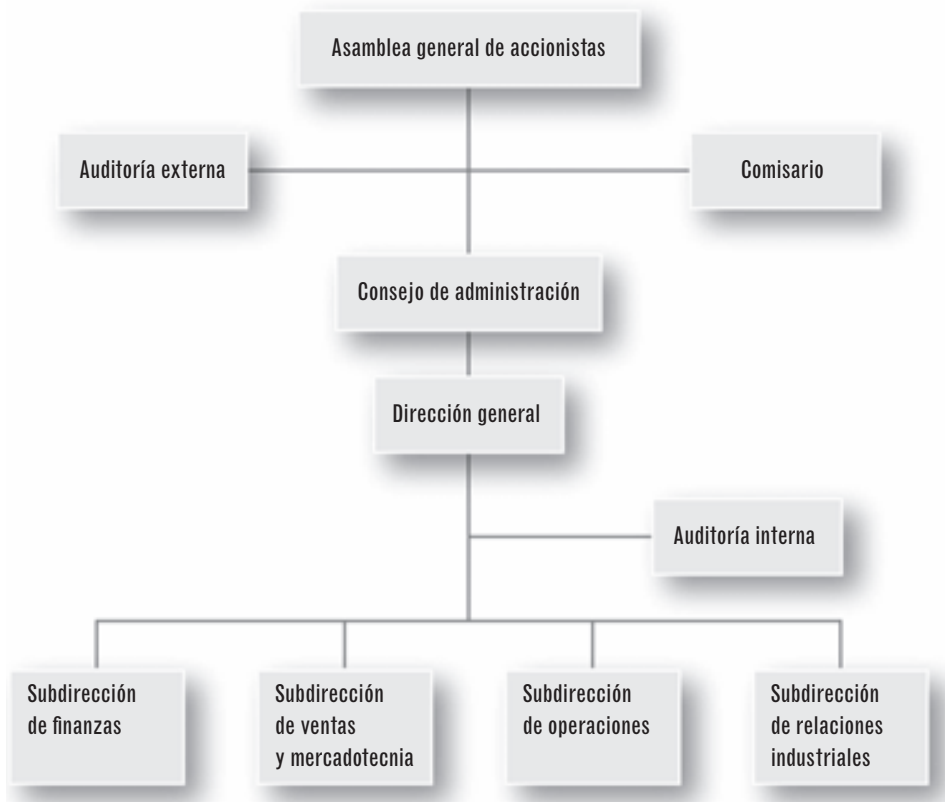 Asamblea general de accionistas
Auditoría externa
Comisario
Consejo de administración
Dirección general
Auditoría interna
Subdirección
de finanzas
Subdirección
de ventas
y mercadotecnia
Subdirección
de operaciones
Subdirección
de relaciones
industriales